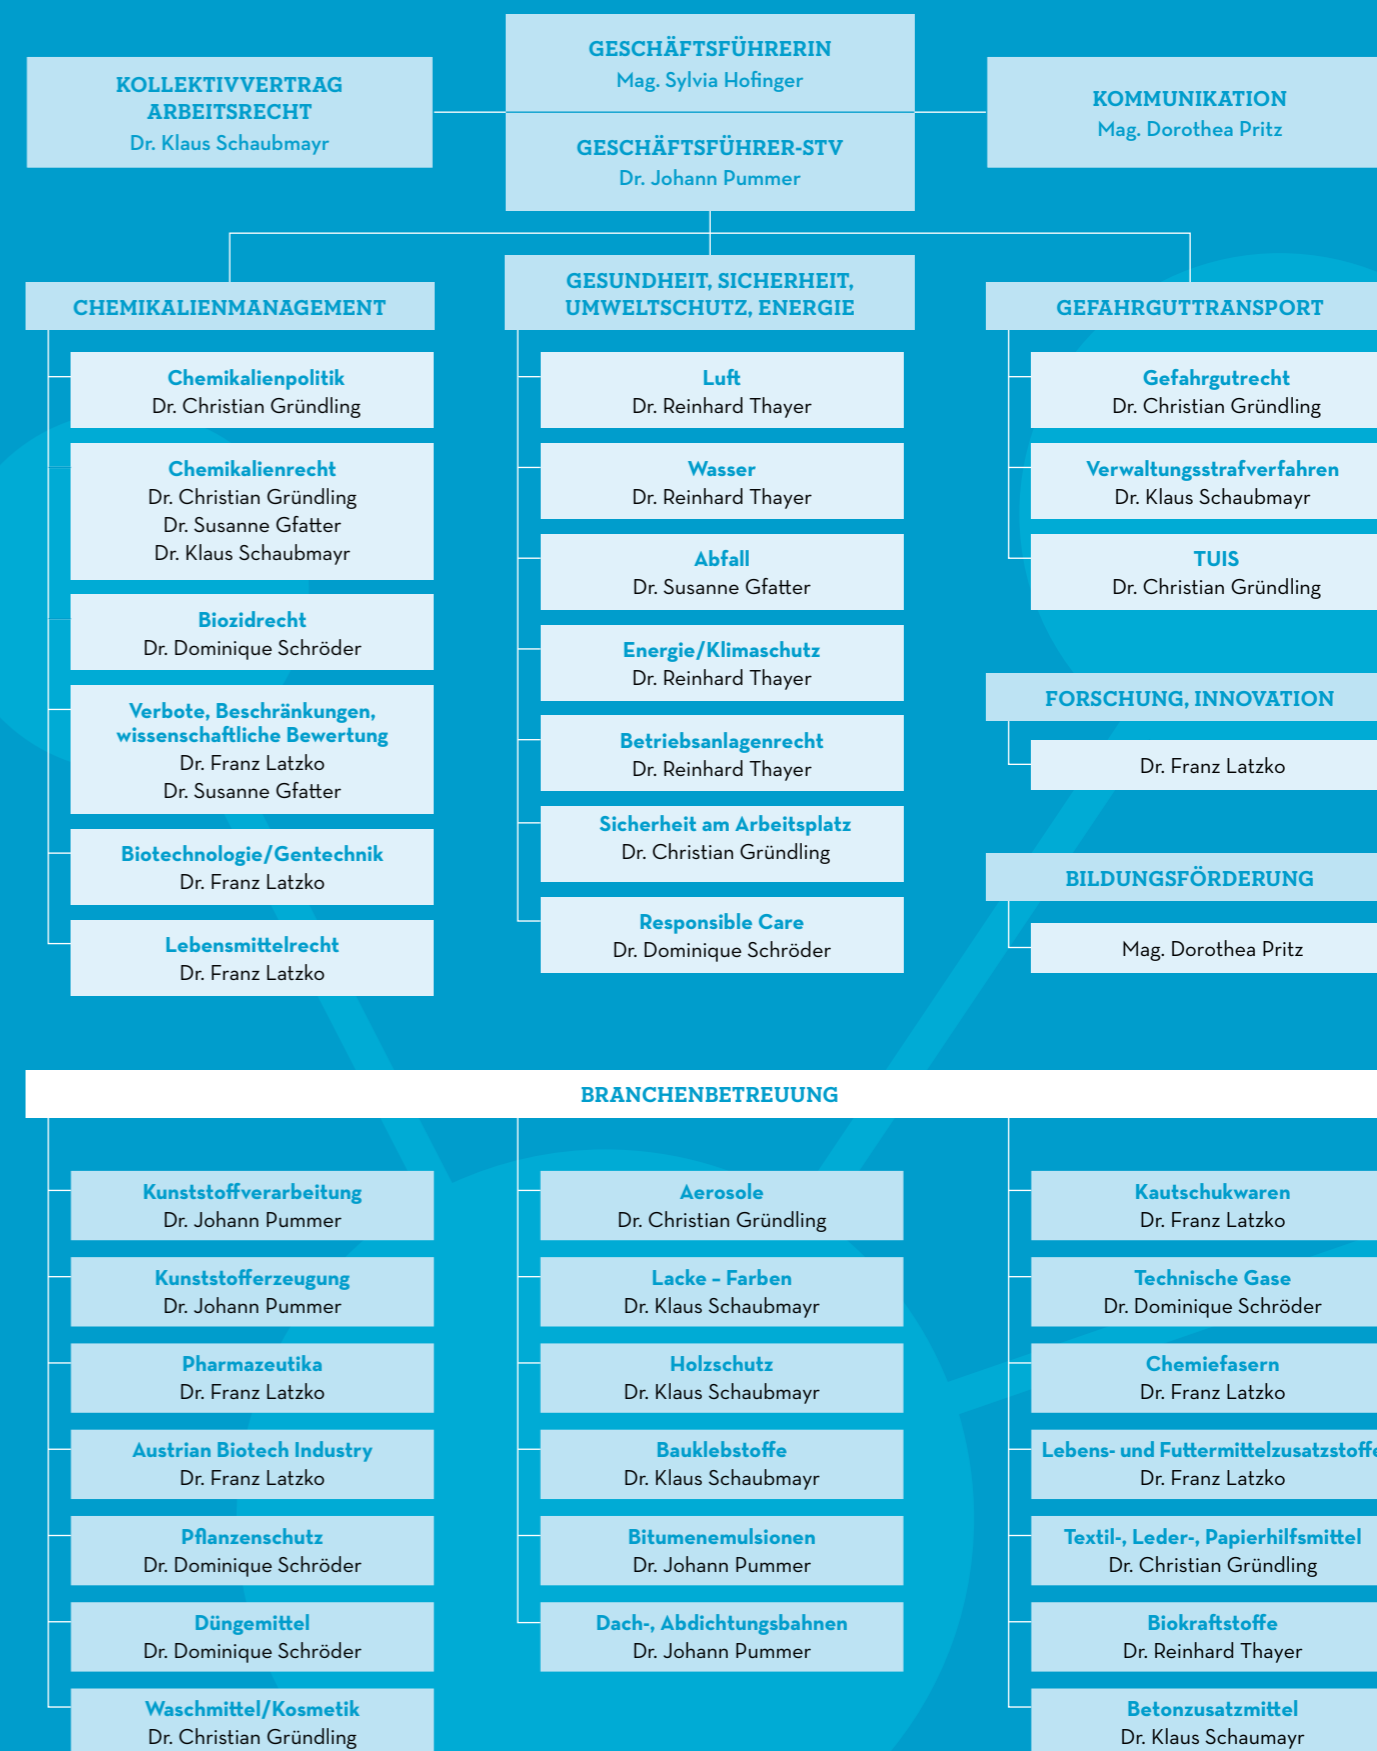 GESCHÄFTSFÜHRERIN
Mag. Sylvia Hofinger
GESCHÄFTSFÜHRER-STV
Dr. Johann Pummer
KOLLEKTIVVERTRAG
ARBEITSRECHT
Dr. Klaus Schaubmayr
KOMMUNIKATION
Mag. Dorothea Pritz
CHEMIKALIENMANAGEMENT
Chemikalienpolitik
Dr. Christian Gründling
Chemikalienrecht
Dr. Christian Gründling
Dr. Susanne Gfatter
Dr. Klaus Schaubmayr
Biozidrecht
Dr. Dominique Schröder
Verbote, Beschränkungen,
wissenschaftliche Bewertung
Dr. Franz Latzko
Dr. Susanne Gfatter
Biotechnologie/Gentechnik
Dr. Franz Latzko
Lebensmittelrecht
Dr. Franz Latzko
GESUNDHEIT, SICHERHEIT,
UMWELTSCHUTZ, ENERGIE
Luft
Dr. Reinhard Thayer
Wasser
Dr. Reinhard Thayer
Abfall
Dr. Susanne Gfatter
Energie/Klimaschutz
Dr. Reinhard Thayer
Betriebsanlagenrecht
Dr. Reinhard Thayer
Sicherheit am Arbeitsplatz
Dr. Christian Gründling
Responsible Care
Dr. Dominique Schröder
GEFAHRGUTTRANSPORT
Gefahrgutrecht
Dr. Christian Gründling
Verwaltungsstrafverfahren
Dr. Klaus Schaubmayr
TUIS
Dr. Christian Gründling
FORSCHUNG, INNOVATION
Dr. Franz Latzko
BILDUNGSFÖRDERUNG
Mag. Dorothea Pritz
BRANCHENBETREUUNG
Kunststoffverarbeitung
Dr. Johann Pummer
Kunststofferzeugung
Dr. Johann Pummer
Pharmazeutika
Dr. Franz Latzko
Austrian Biotech Industry
Dr. Franz Latzko
Pflanzenschutz
Dr. Dominique Schröder
Düngemittel
Dr. Dominique Schröder
Waschmittel/Kosmetik
Dr. Christian Gründling
Aerosole
Dr. Christian Gründling
Lacke – Farben
Dr. Klaus Schaubmayr
Holzschutz
Dr. Klaus Schaubmayr
Bauklebstoffe
Dr. Klaus Schaubmayr
Bitumenemulsionen
Dr. Johann Pummer
Dach-, Abdichtungsbahnen
Dr. Johann Pummer
Kautschukwaren
Dr. Franz Latzko
Technische Gase
Dr. Dominique Schröder
Chemiefasern
Dr. Franz Latzko
Lebens- und Futtermittelzusatzstoffe
Dr. Franz Latzko
Textil-, Leder-, Papierhilfsmittel
Dr. Christian Gründling
Biokraftstoffe
Dr. Reinhard Thayer
Betonzusatzmittel
Dr. Klaus Schaumayr